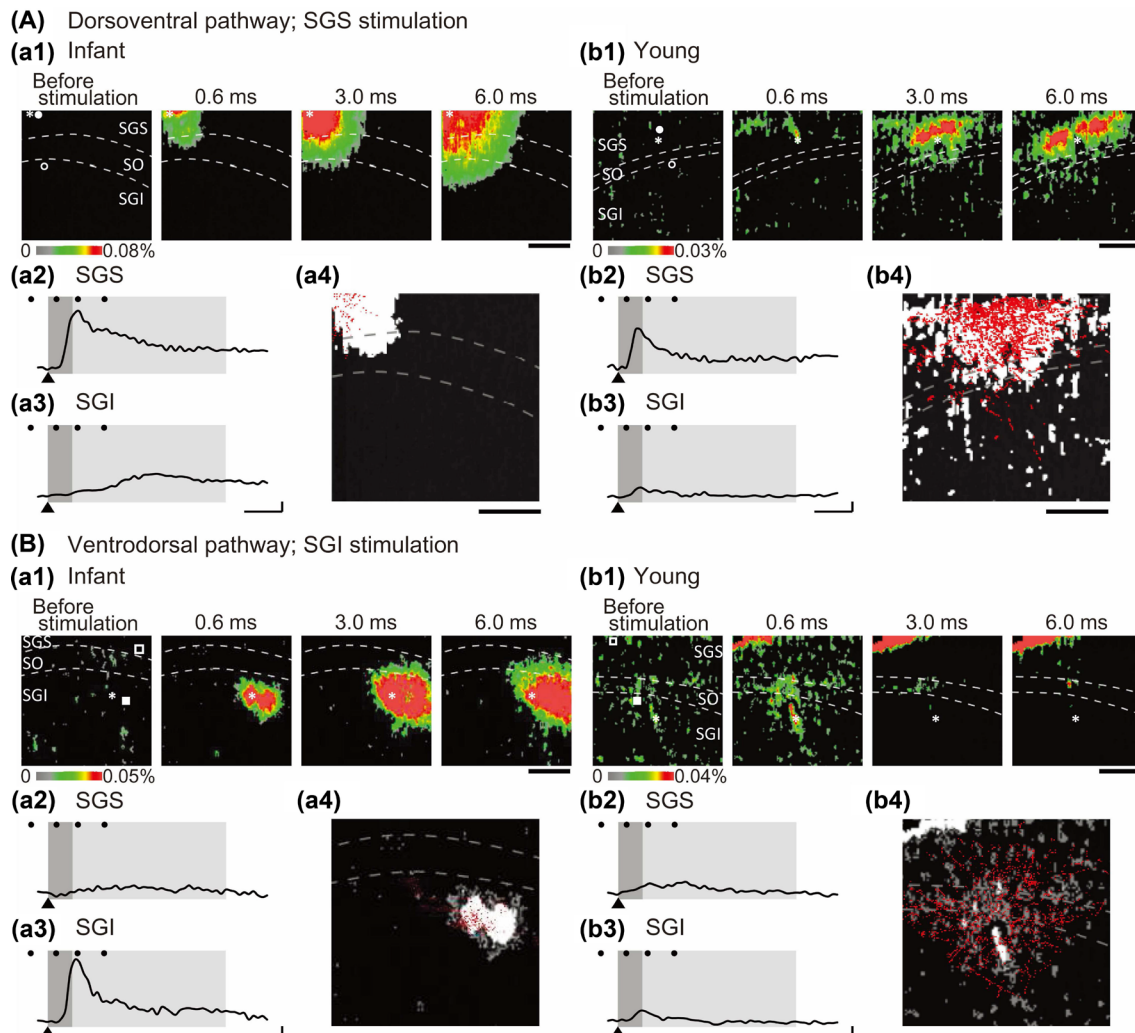 (A) Dorsoventral pathway; SGS stimulation
(a1) Infant
Before
stimulation 0.6 ms 3.0 ms 6.0 ms
*
SGS
SO
SGI
0 0.08%
(a2) SGS
(a3) SGI
(a4)
(b1) Young
Before
stimulation 0.6 ms 3.0 ms 6.0 ms
*
SGS
SO
SGI
0 0.03%
(b2) SGS
(b3) SGI
(b4)
(B) Ventrodorsal pathway; SGI stimulation
(a1) Infant
Before
stimulation 0.6 ms 3.0 ms 6.0 ms
SGS
SO
SGI *
0 0.05%
(a2) SGS
(a3) SGI
(a4)
(b1) Young
Before
stimulation 0.6 ms 3.0 ms 6.0 ms
SGS
SO
*
SGI
0 0.04%
(b2) SGS
(b3) SGI
(b4)